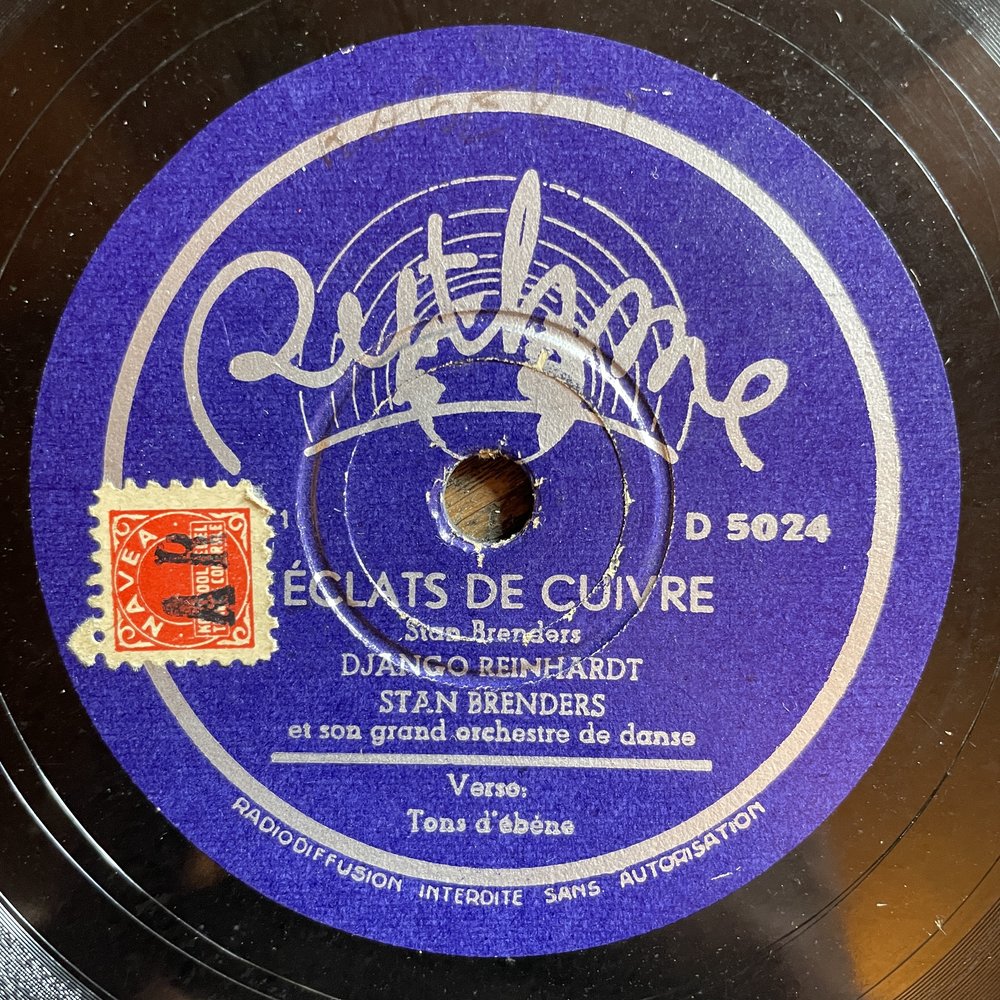 Rythme
D 5024
NAVEA
AP
ÉCLATS DE CUIVRE
Stan Brenders
DJANGO REINHARDT
STAN BRENDERS
et son grand orchestre de danse
Verso:
Tons d'ébène
RADIODIFFUSION INTERDITE SANS AUTORISATION